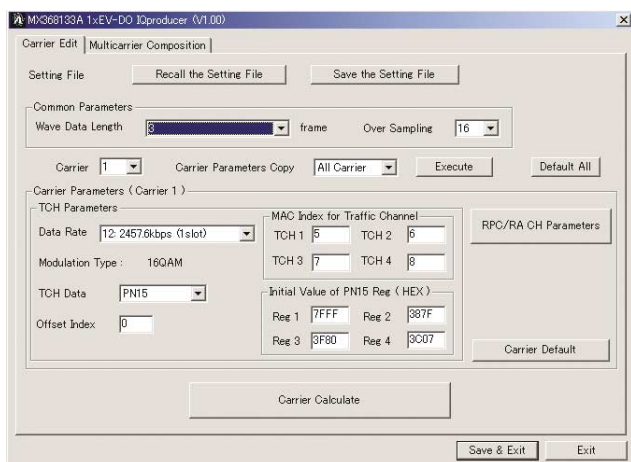 MX368133A 1xEV-DO IQproducer (V1.00)
Carrier Edit Multicarrier Composition
Setting File Recall the Setting File Save the Setting File
Common Parameters
Wave Data Length 3 frame Over Sampling 16
Carrier 1 Carrier Parameters Copy All Carrier Execute Default All
Carrier Parameters ( Carrier 1 )
TCH Parameters
Data Rate 12: 2457.6kbps (1slot)
Modulation Type : 16QAM
TCH Data PN15
Offset Index 0
MAC Index for Traffic Channel
TCH 1 5 TCH 2 6
TCH 3 7 TCH 4 8
Initial Value of PN15 Reg ( HEX )
Reg 1 7FFF Reg 2 387F
Reg 3 3F80 Reg 4 3C07
RPC/RA CH Parameters
Carrier Default
Carrier Calculate
Save & Exit Exit